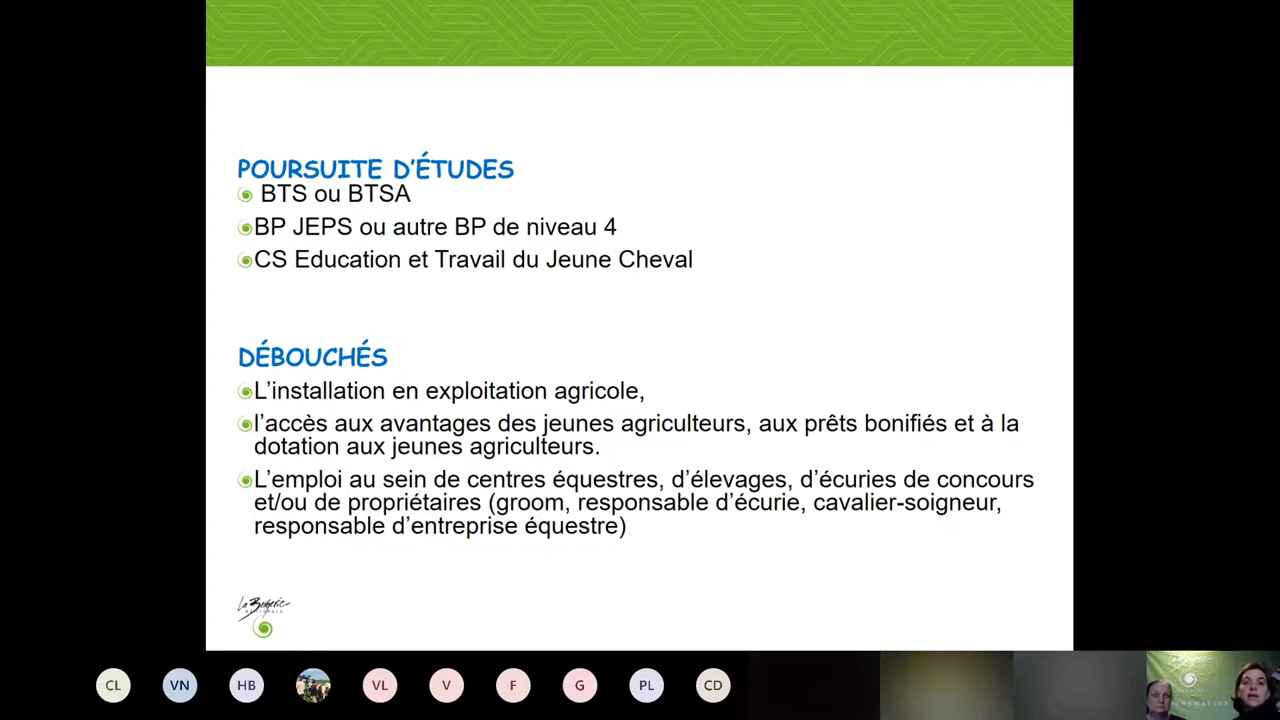 POURSUITE D'ÉTUDES
BTS ou BTSA
BP JEPS ou autre BP de niveau 4
CS Education et Travail du Jeune Cheval
DÉBOUCHÉS
L'installation en exploitation agricole,
l'accès aux avantages des jeunes agriculteurs, aux prêts bonifiés et à la
dotation aux jeunes agriculteurs.
L'emploi au sein de centres équestres, d'élevages, d'écuries de concours
et/ou de propriétaires (groom, responsable d'écurie, cavalier-soigneur,
responsable d'entreprise équestre)
La Bergerie
NATIONALE
CL VN HB VL V F G PL CD